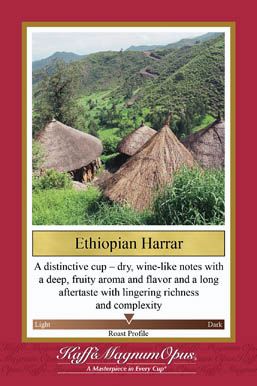 Ethiopian Harrar
A distinctive cup – dry, wine-like notes with
a deep, fruity aroma and flavor and a long
aftertaste with lingering richness
and complexity
Light Dark
Roast Profile
Kaffé Magnum Opus®
A Masterpiece in Every Cup®